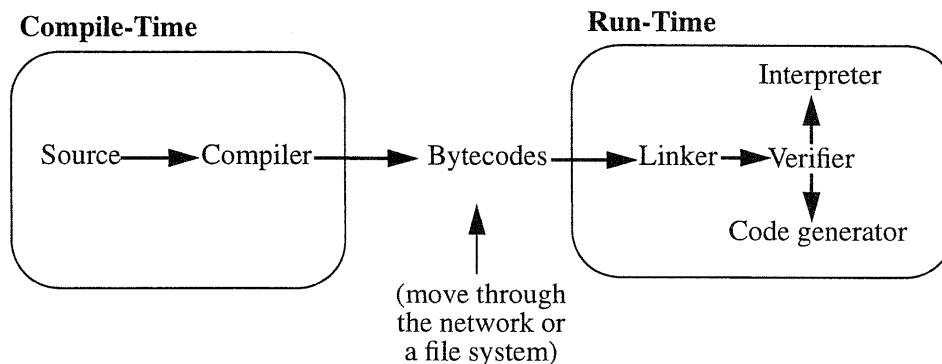 Compile-Time
Run-Time
Interpreter
Source
Compiler
Bytecodes
Linker
Verifier
Code generator
(move through
the network or
a file system)